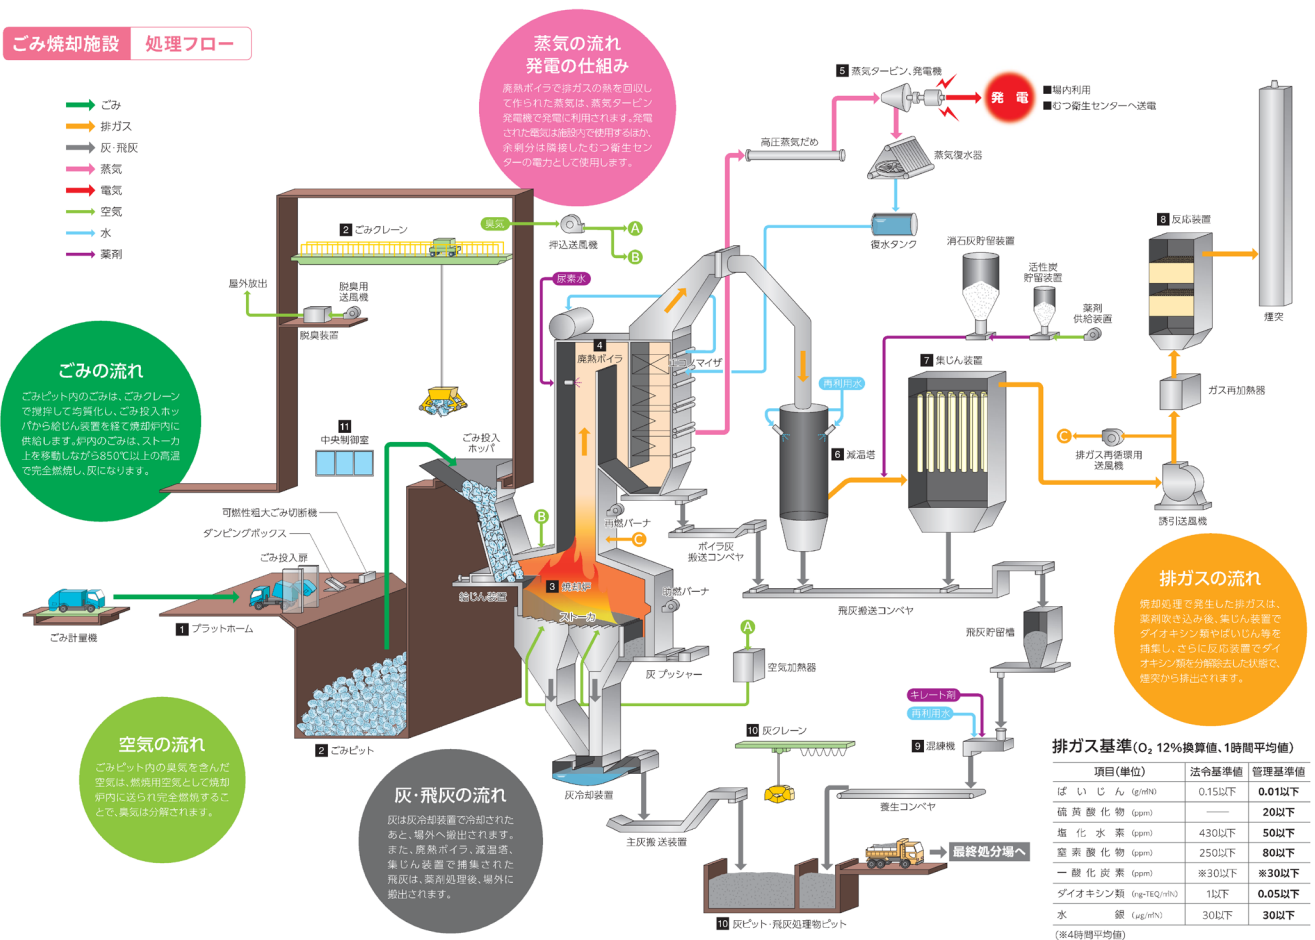 ごみ焼却施設 処理フロー
ごみ
排ガス
灰・飛灰
蒸気
電気
空気
水
薬剤
蒸気の流れ
発電の仕組み
廃熱ボイラで排ガスの熱を回収し
て作られた蒸気は、蒸気タービン
発電機で発電に利用されます。発電
された電気は施設内で使用するほか、
余剰分は隣接したむつ衛生セン
ターの電力として使用します。
5 蒸気タービン、発電機
発電
■場内利用
■むつ衛生センターへ送電
高圧蒸気だめ
蒸気復水器
復水タンク
2 ごみクレーン
臭気
押込送風機
A
B
尿素水
屋外放出
脱臭用
送風機
脱臭装置
消石灰貯留装置
活性炭
貯留装置
薬剤
供給装置
8 反応装置
煙突
ごみの流れ
ごみピット内のごみは、ごみクレーン
で撹拌して均質化し、ごみ投入ホッ
パから給じん装置を経て焼却炉内に
供給します。炉内のごみは、ストーカ
上を移動しながら850℃以上の高温
で完全燃焼し、灰になります。
4
廃熱ボイラ
エコノマイザ
再利用水
7 集じん装置
ガス再加熱器
11
中央制御室
ごみ投入
ホッパ
6 減温塔
C
排ガス再循環用
送風機
誘引送風機
可燃性粗大ごみ切断機
ダンピングボックス
ごみ投入扉
B
再燃バーナ
C
ボイラ灰
搬送コンベヤ
ごみ計量機
1 プラットホーム
給じん装置
3 焼却炉
ストーカ
助燃バーナ
飛灰搬送コンベヤ
飛灰貯留槽
A
空気加熱器
灰 プッシャー
排ガスの流れ
焼却処理で発生した排ガスは、
薬剤吹き込み後、集じん装置で
ダイオキシン類やばいじん等を
捕集し、さらに反応装置でダイ
オキシン類を分解除去した状態で、
煙突から排出されます。
空気の流れ
ごみピット内の臭気を含んだ
空気は、燃焼用空気として焼却
炉内に送られ完全燃焼するこ
とで、臭気は分解されます。
2 ごみピット
灰・飛灰の流れ
灰は灰冷却装置で冷却された
あと、場外へ搬出されます。
また、廃熱ボイラ、減温塔、
集じん装置で捕集された
飛灰は、薬剤処理後、場外に
搬出されます。
灰冷却装置
主灰搬送装置
10 灰クレーン
キレート剤
再利用水
9 混練機
養生コンベヤ
最終処分場へ
10 灰ピット・飛灰処理物ピット
排ガス基準(O₂ 12%換算値、1時間平均値)
項目(単位) 法令基準値 管理基準値
ばいじん (g/㎥N) 0.15以下 0.01以下
硫黄酸化物 (ppm) —— 20以下
塩化水素 (ppm) 430以下 50以下
窒素酸化物 (ppm) 250以下 80以下
一酸化炭素 (ppm) ※30以下 ※30以下
ダイオキシン類 (ng-TEQ/㎥N) 1以下 0.05以下
水銀 (μg/㎥N) 30以下 30以下
(※4時間平均値)